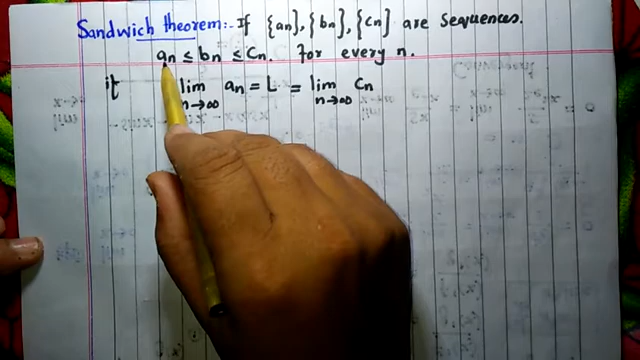 Sandwich theorem:- If {an}, {bn}, {cn} are Sequences.
an ≤ bn ≤ cn. For every n.
if lim n→∞ an = L = lim n→∞ cn